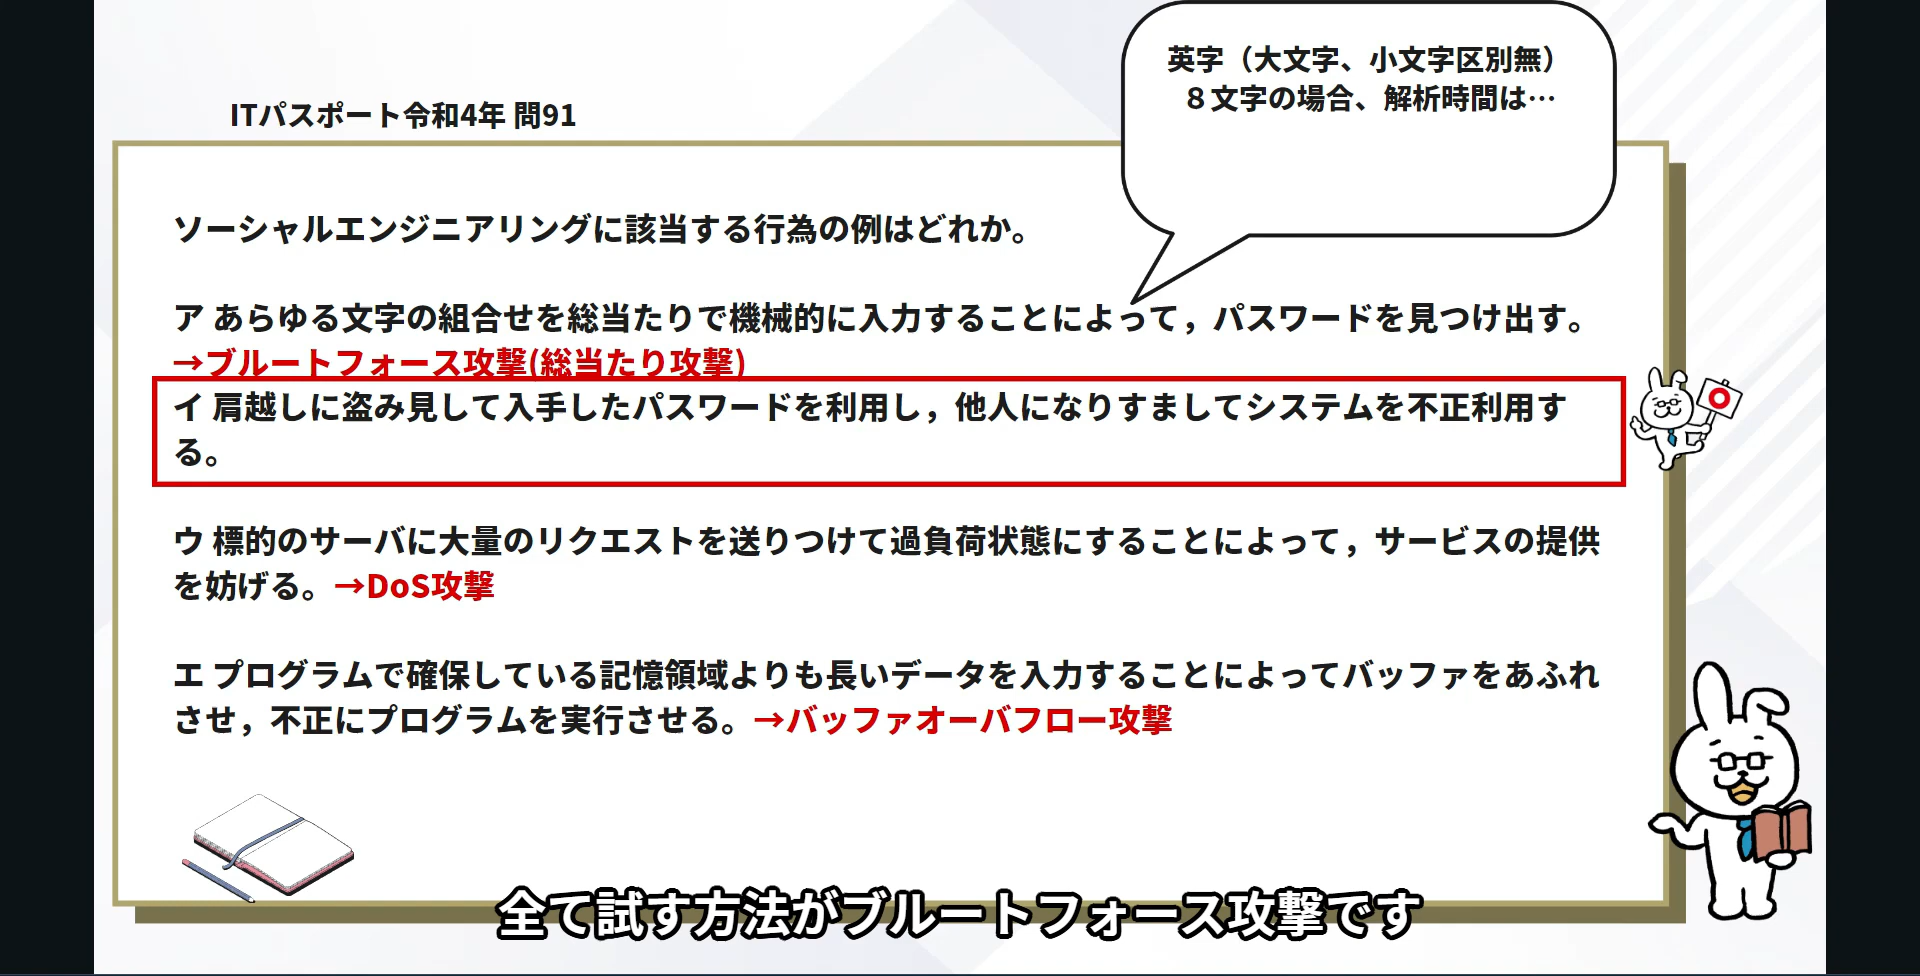 英字（大文字、小文字区別無）
８文字の場合、解析時間は…
ITパスポート令和4年 問91
ソーシャルエンジニアリングに該当する行為の例はどれか。
ア あらゆる文字の組合せを総当たりで機械的に入力することによって，パスワードを見つけ出す。
→ブルートフォース攻撃(総当たり攻撃)
イ 肩越しに盗み見して入手したパスワードを利用し，他人になりすましてシステムを不正利用す
る。
ウ 標的のサーバに大量のリクエストを送りつけて過負荷状態にすることによって，サービスの提供
を妨げる。→DoS攻撃
エ プログラムで確保している記憶領域よりも長いデータを入力することによってバッファをあふれ
させ，不正にプログラムを実行させる。→バッファオーバフロー攻撃
全て試す方法がブルートフォース攻撃です